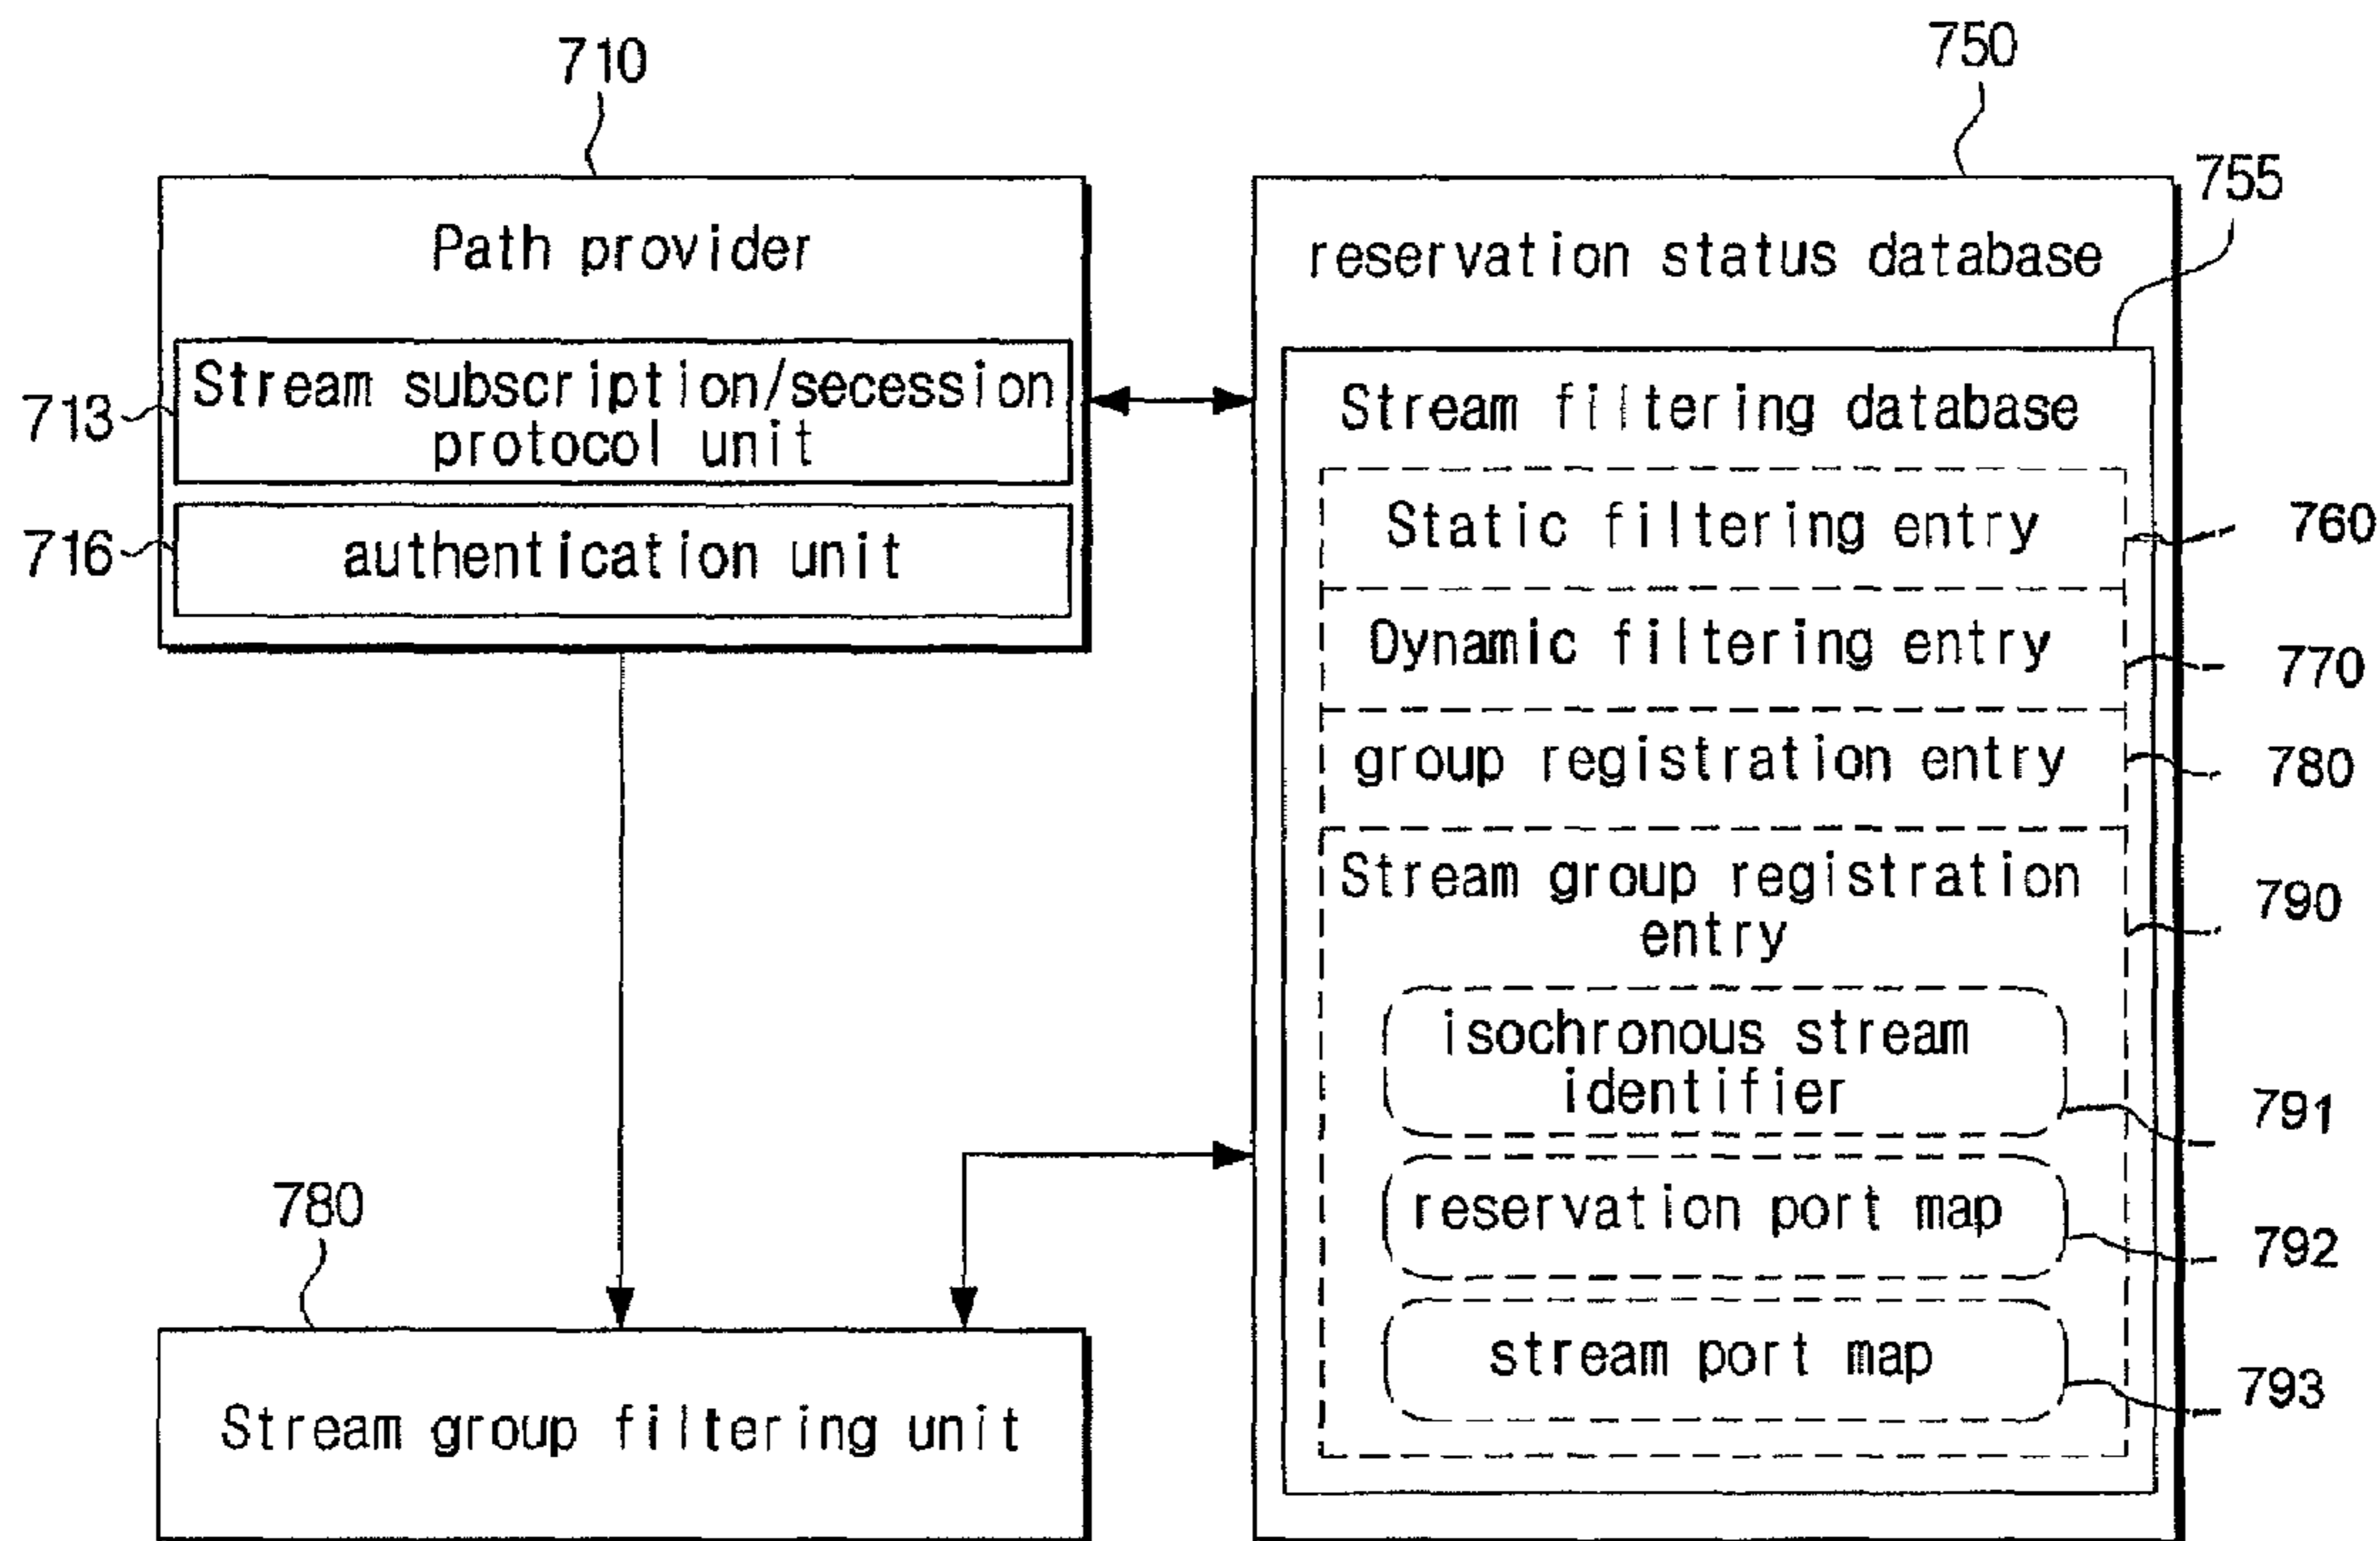 710
Path provider
713
Stream subscription/secession
protocol unit
716
authentication unit
750
755
reservation status database
Stream filtering database
Static filtering entry
760
Dynamic filtering entry
770
group registration entry
780
Stream group registration
entry
790
isochronous stream
identifier
791
reservation port map
792
stream port map
793
780
Stream group filtering unit